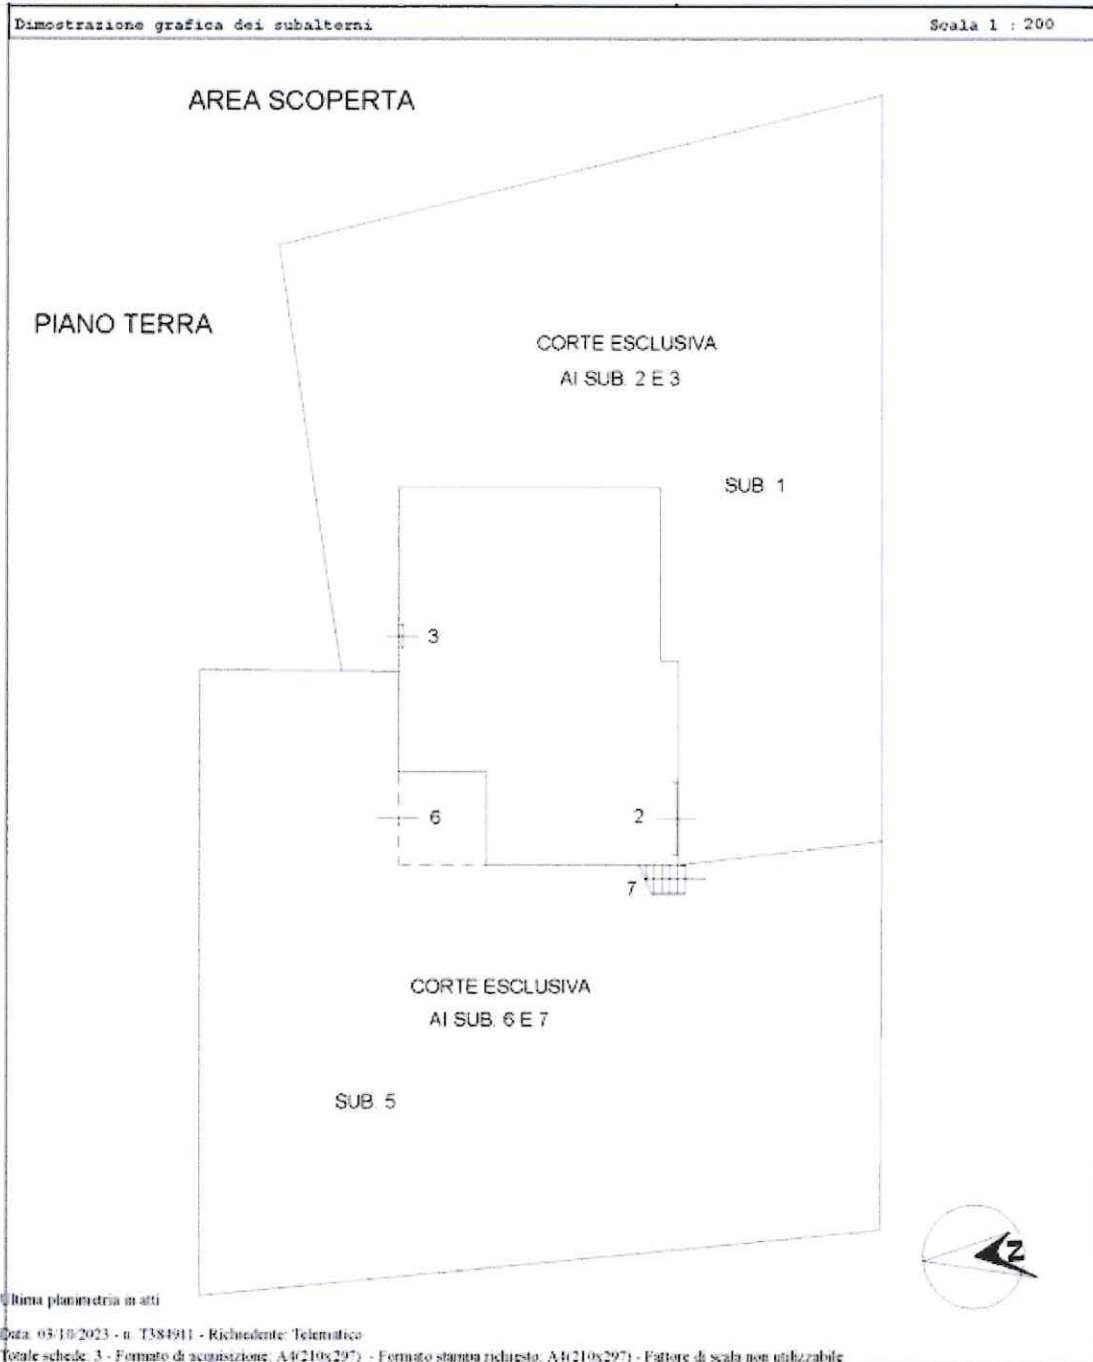 Dimostrazione grafica dei subalterni Scala 1 : 200
AREA SCOPERTA
PIANO TERRA
CORTE ESCLUSIVA
AI SUB. 2 E 3
SUB 1
3
6
2
7
CORTE ESCLUSIVA
AI SUB. 6 E 7
SUB. 5
N
Ultima planimetria in atti
Data: 03/10/2023 - n. T384911 - Richiedente: Telematico
Totale schede: 3 - Formato di acquisizione: A4(210x297) - Formato stampa richiesto: A4(210x297) - Fattore di scala non utilizzabile